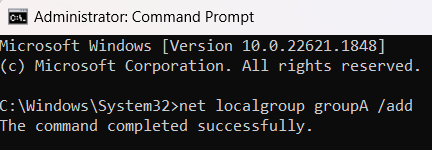 Administrator: Command Prompt
Microsoft Windows [Version 10.0.22621.1848]
(c) Microsoft Corporation. All rights reserved.
C:\Windows\System32>net localgroup groupA /add
The command completed successfully.